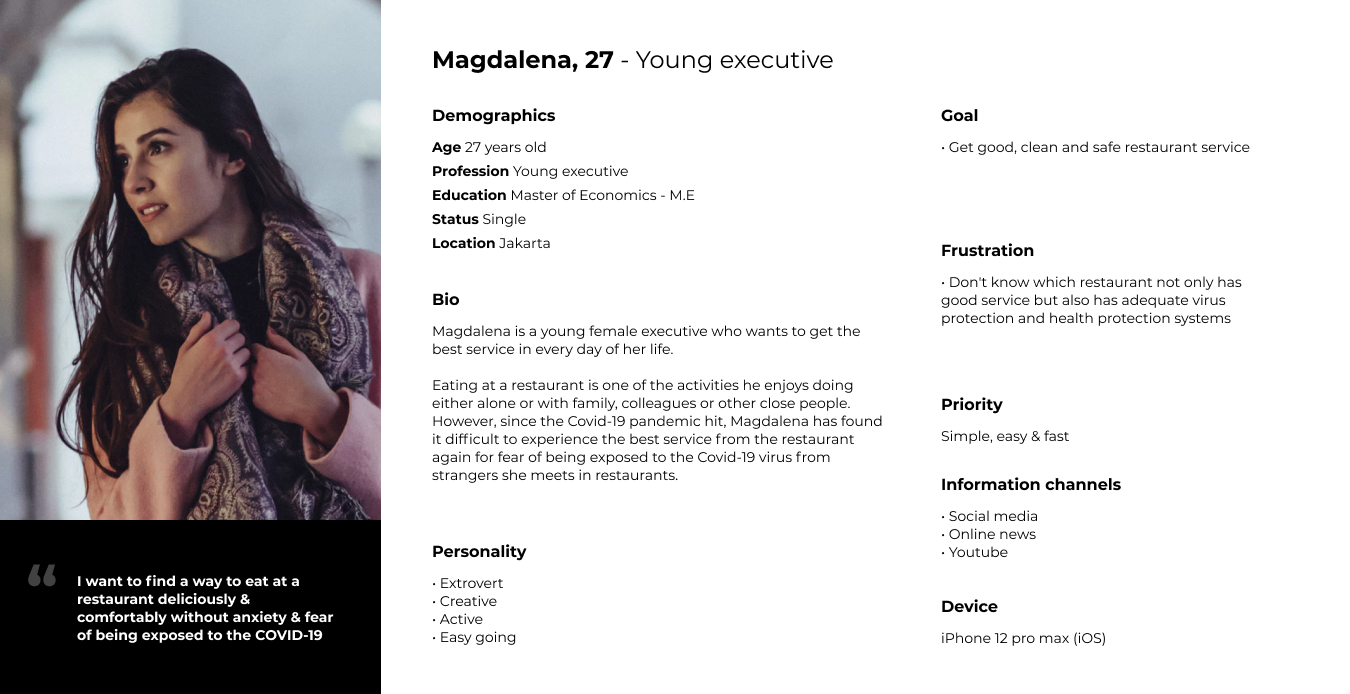 Magdalena, 27 - Young executive
Demographics
Age 27 years old
Profession Young executive
Education Master of Economics - M.E
Status Single
Location Jakarta
Bio
Magdalena is a young female executive who wants to get the
best service in every day of her life.
Eating at a restaurant is one of the activities he enjoys doing
either alone or with family, colleagues or other close people.
However, since the Covid-19 pandemic hit, Magdalena has found
it difficult to experience the best service from the restaurant
again for fear of being exposed to the Covid-19 virus from
strangers she meets in restaurants.
Personality
• Extrovert
• Creative
• Active
• Easy going
Goal
• Get good, clean and safe restaurant service
Frustration
• Don't know which restaurant not only has
good service but also has adequate virus
protection and health protection systems
Priority
Simple, easy & fast
Information channels
• Social media
• Online news
• Youtube
Device
iPhone 12 pro max (iOS)
“
I want to find a way to eat at a
restaurant deliciously &
comfortably without anxiety & fear
of being exposed to the COVID-19